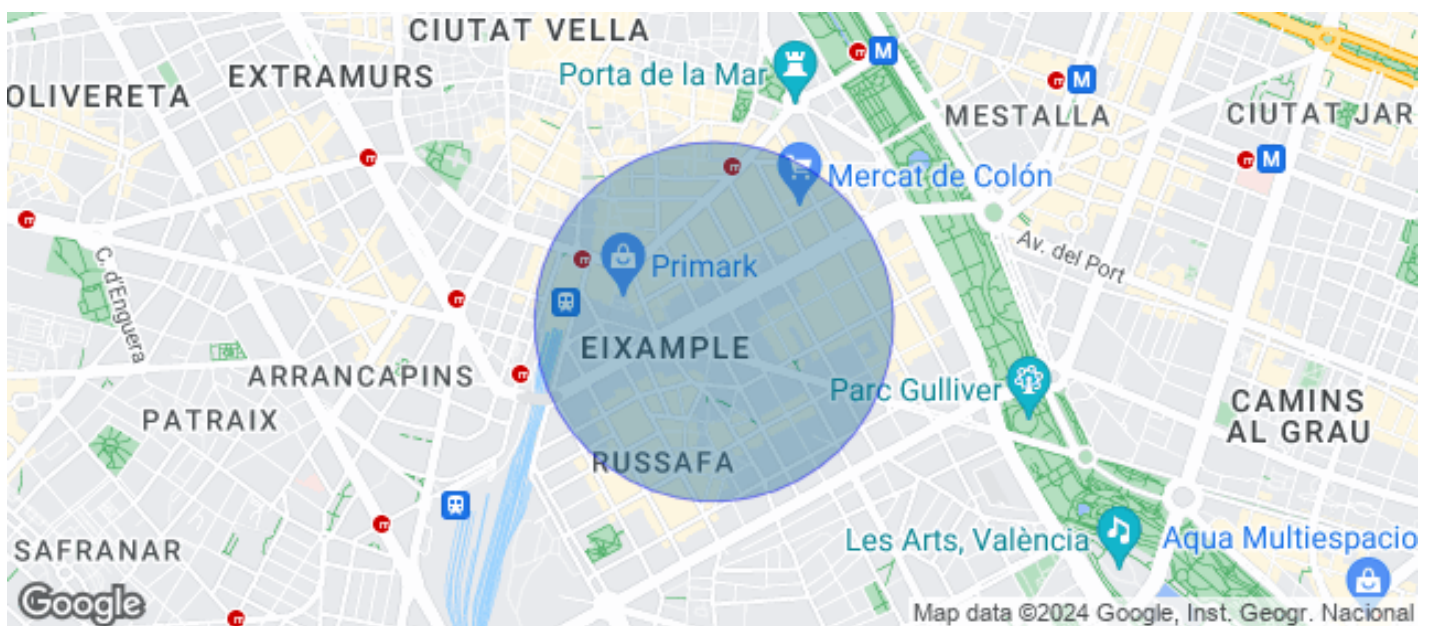 CIUTAT VELLA
EXTRAMURS
Porta de la Mar
M
M
OLIVERETA
MESTALLA
CIUTAT JAR
M
Mercat de Colón
C. d'Enguera
Primark
Av. del Port
EIXAMPLE
ARRANCAPINS
Parc Gulliver
PATRAIX
CAMINS
AL GRAU
RUSSAFA
SAFRANAR
Les Arts, València
Aqua Multiespacio
Google
Map data ©2024 Google, Inst. Geogr. Nacional